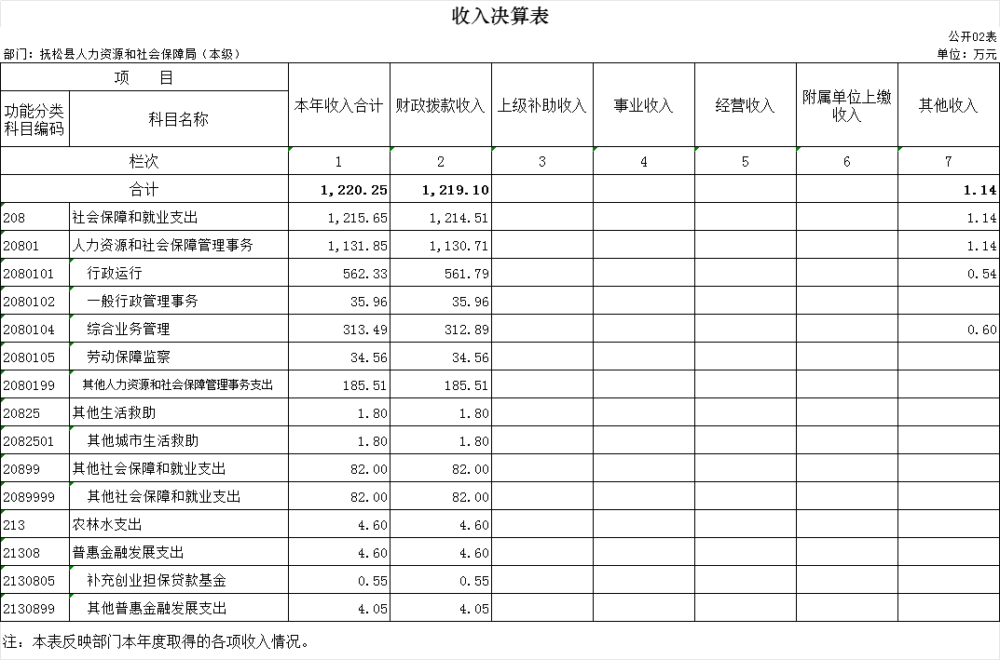 收入决算表
公开02表
部门：抚松县人力资源和社会保障局（本级） 单位：万元
项 目 本年收入合计 财政拨款收入 上级补助收入 事业收入 经营收入 附属单位上缴收入 其他收入
功能分类科目编码 科目名称
栏次 1 2 3 4 5 6 7
合计 1,220.25 1,219.10 1.14
208 社会保障和就业支出 1,215.65 1,214.51 1.14
20801 人力资源和社会保障管理事务 1,131.85 1,130.71 1.14
2080101 行政运行 562.33 561.79 0.54
2080102 一般行政管理事务 35.96 35.96
2080104 综合业务管理 313.49 312.89 0.60
2080105 劳动保障监察 34.56 34.56
2080199 其他人力资源和社会保障管理事务支出 185.51 185.51
20825 其他生活救助 1.80 1.80
2082501 其他城市生活救助 1.80 1.80
20899 其他社会保障和就业支出 82.00 82.00
2089999 其他社会保障和就业支出 82.00 82.00
213 农林水支出 4.60 4.60
21308 普惠金融发展支出 4.60 4.60
2130805 补充创业担保贷款基金 0.55 0.55
2130899 其他普惠金融发展支出 4.05 4.05
注：本表反映部门本年度取得的各项收入情况。